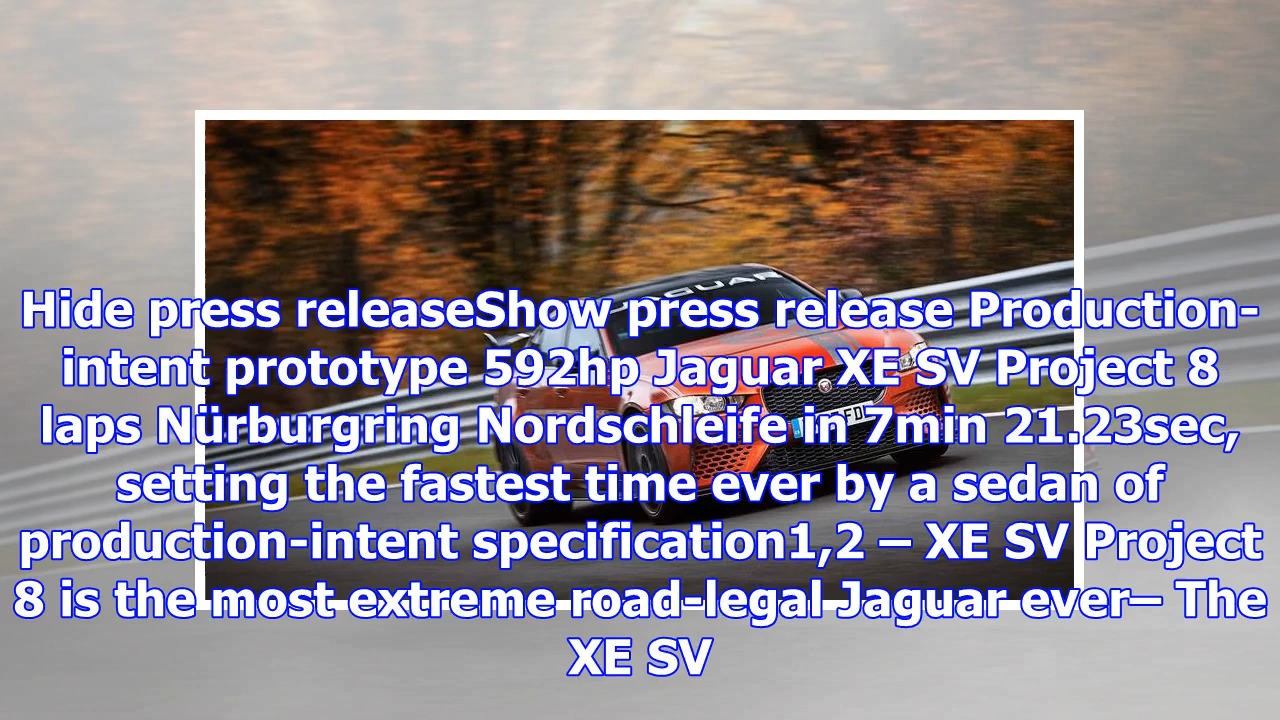 JAGUAR
Hide press releaseShow press release Production-
intent prototype 592hp Jaguar XE SV Project 8
laps Nürburgring Nordschleife in 7min 21.23sec,
setting the fastest time ever by a sedan of
production-intent specification1,2 – XE SV Project
8 is the most extreme road-legal Jaguar ever– The
XE SV